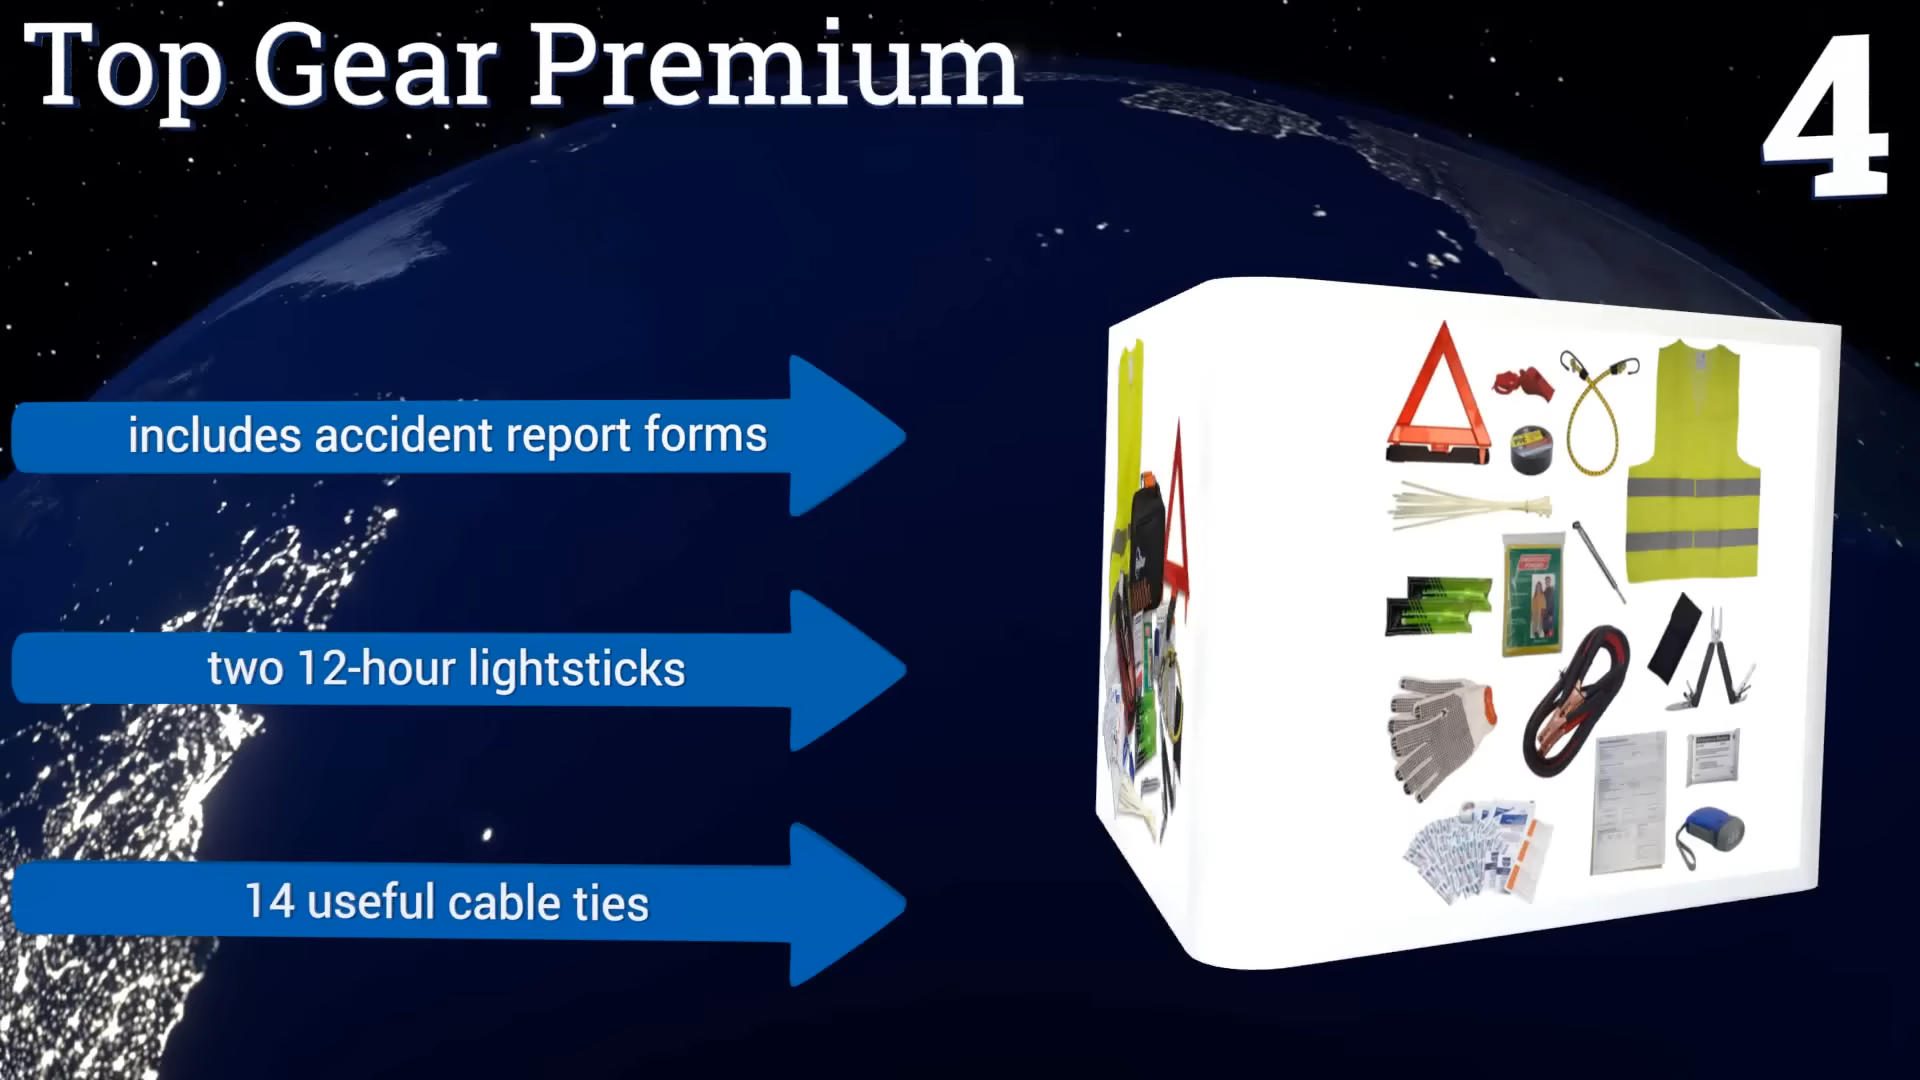 Top Gear Premium
4
includes accident report forms
two 12-hour lightsticks
14 useful cable ties